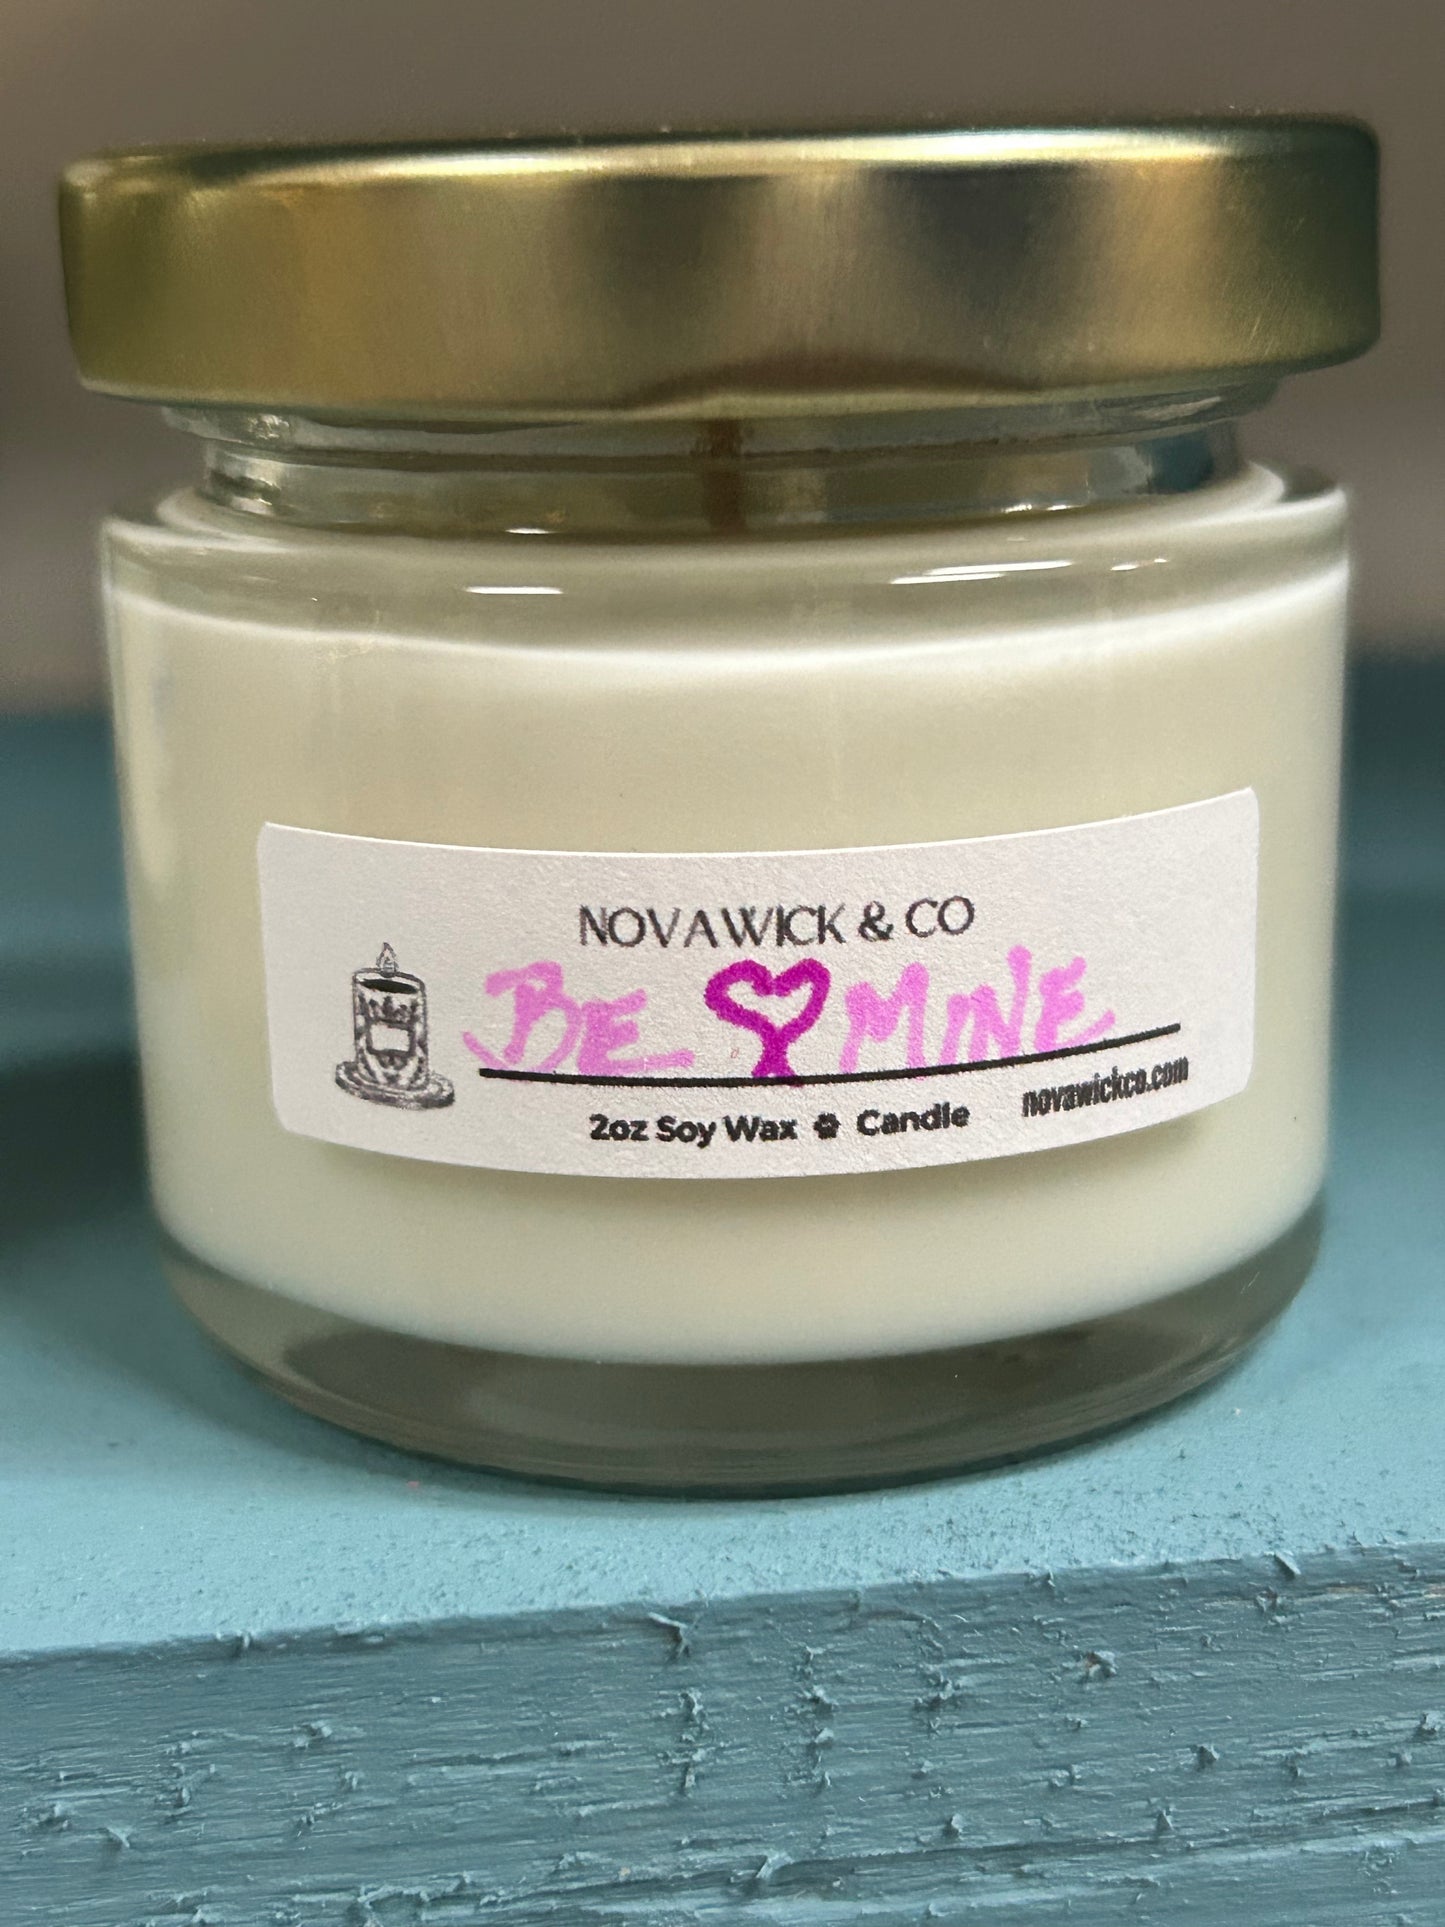 NOVAWICK & CO
BE MINE
2oz Soy Wax Candle
novawickco.com